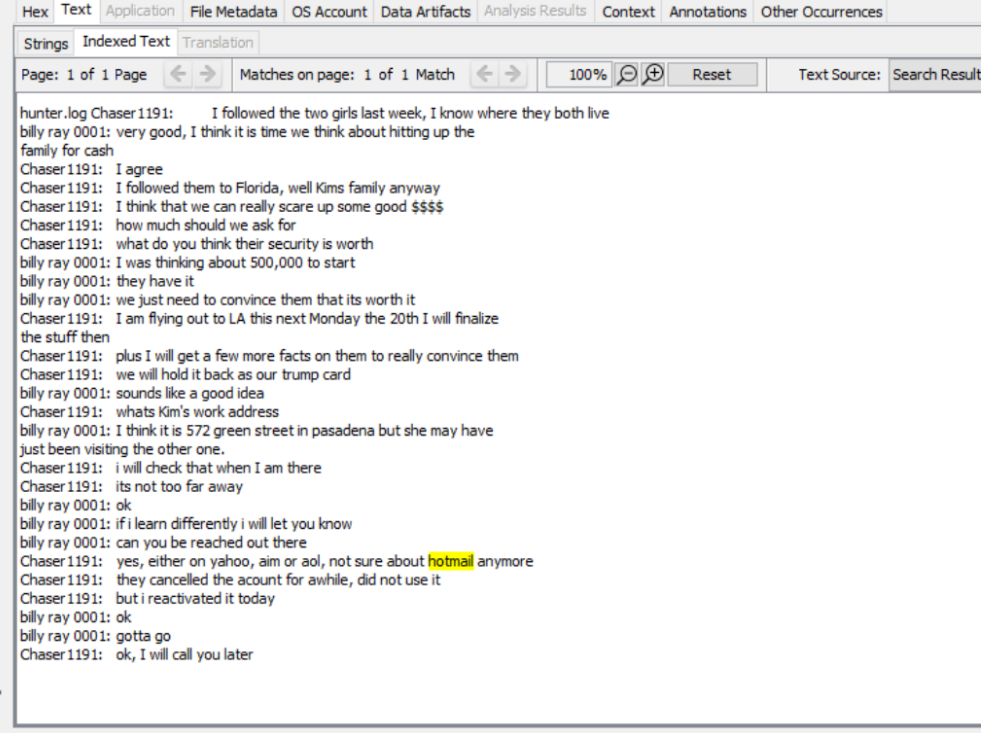 Hex Text Application File Metadata OS Account Data Artifacts Analysis Results Context Annotations Other Occurrences
Strings Indexed Text Translation
Page: 1 of 1 Page Matches on page: 1 of 1 Match 100% Reset Text Source: Search Result
hunter.log Chaser1191: I followed the two girls last week, I know where they both live
billy ray 0001: very good, I think it is time we think about hitting up the
family for cash
Chaser1191: I agree
Chaser1191: I followed them to Florida, well Kims family anyway
Chaser1191: I think that we can really scare up some good $$$$
Chaser1191: how much should we ask for
Chaser1191: what do you think their security is worth
billy ray 0001: I was thinking about 500,000 to start
billy ray 0001: they have it
billy ray 0001: we just need to convince them that its worth it
Chaser1191: I am flying out to LA this next Monday the 20th I will finalize
the stuff then
Chaser1191: plus I will get a few more facts on them to really convince them
Chaser1191: we will hold it back as our trump card
billy ray 0001: sounds like a good idea
Chaser1191: whats Kim's work address
billy ray 0001: I think it is 572 green street in pasadena but she may have
just been visiting the other one.
Chaser1191: i will check that when I am there
Chaser1191: its not too far away
billy ray 0001: ok
billy ray 0001: if i learn differently i will let you know
billy ray 0001: can you be reached out there
Chaser1191: yes, either on yahoo, aim or aol, not sure about hotmail anymore
Chaser1191: they cancelled the acount for awhile, did not use it
Chaser1191: but i reactivated it today
billy ray 0001: ok
billy ray 0001: gotta go
Chaser1191: ok, I will call you later